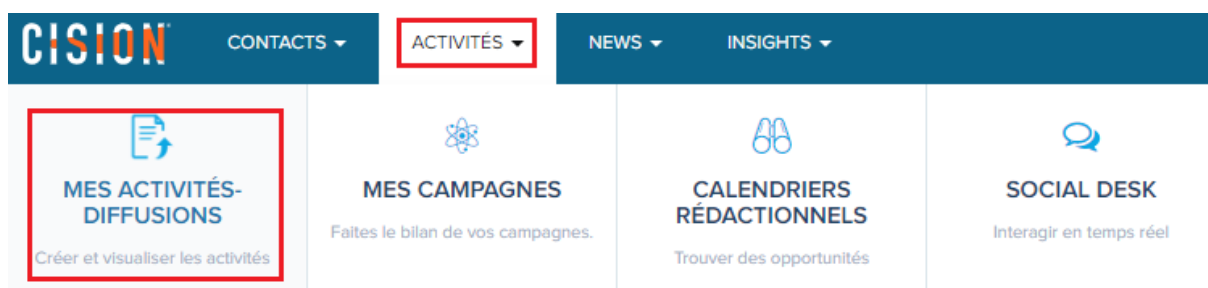 CISION CONTACTS ACTIVITÉS NEWS INSIGHTS
MES ACTIVITÉS-
DIFFUSIONS
Créer et visualiser les activités
MES CAMPAGNES
Faites le bilan de vos campagnes.
CALENDRIERS
RÉDACTIONNELS
Trouver des opportunités
SOCIAL DESK
Interagir en temps réel